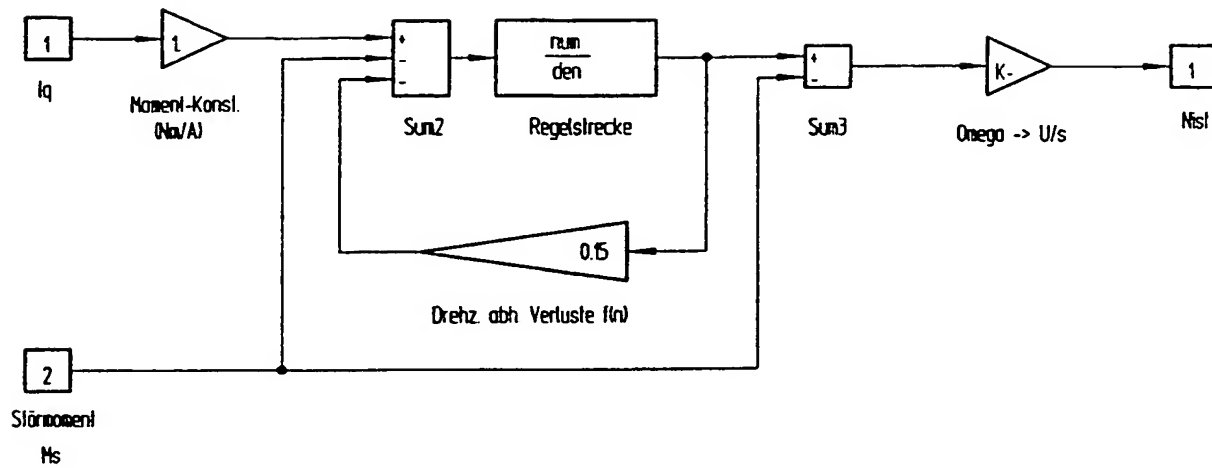 1
Iq
1.
Moment-Konst.
(Nm/A)
+
-
-
Sum2
num
den
Regelstrecke
+
-
Sum3
K-
Omega -> U/s
1
Nist
0.15
Drehz. abh Verluste f(n)
2
Störmoment
Ms